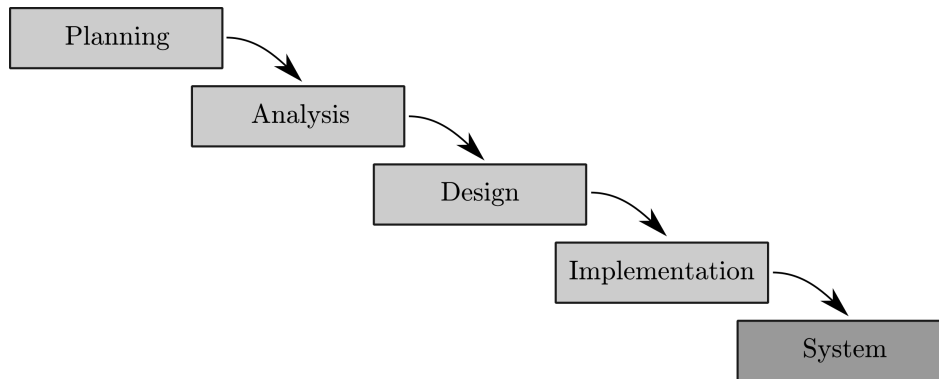 Planning
Analysis
Design
Implementation
System